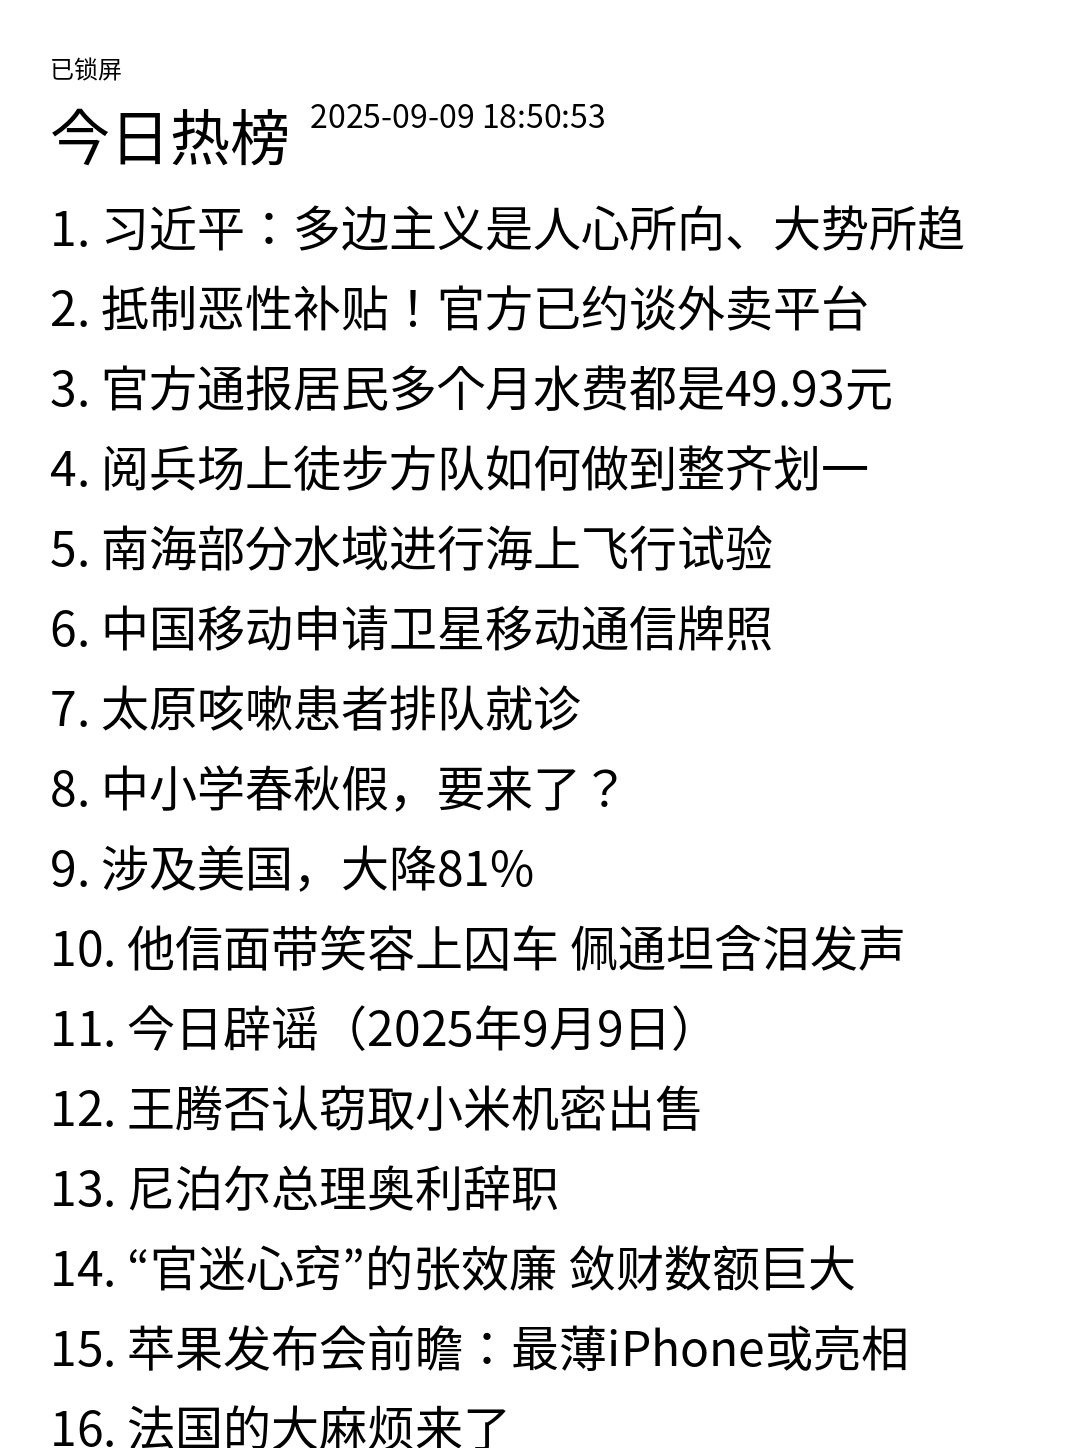 已锁屏
今日热榜 2025-09-09 18:50:53
1. 习近平：多边主义是人心所向、大势所趋
2. 抵制恶性补贴！官方已约谈外卖平台
3. 官方通报居民多个月水费都是49.93元
4. 阅兵场上徒步方队如何做到整齐划一
5. 南海部分水域进行海上飞行试验
6. 中国移动申请卫星移动通信牌照
7. 太原咳嗽患者排队就诊
8. 中小学春秋假，要来了？
9. 涉及美国，大降81%
10. 他信面带笑容上囚车 佩通坦含泪发声
11. 今日辟谣（2025年9月9日）
12. 王腾否认窃取小米机密出售
13. 尼泊尔总理奥利辞职
14. “官迷心窍”的张效廉 敛财数额巨大
15. 苹果发布会前瞻：最薄iPhone或亮相
16. 法国的大麻烦来了